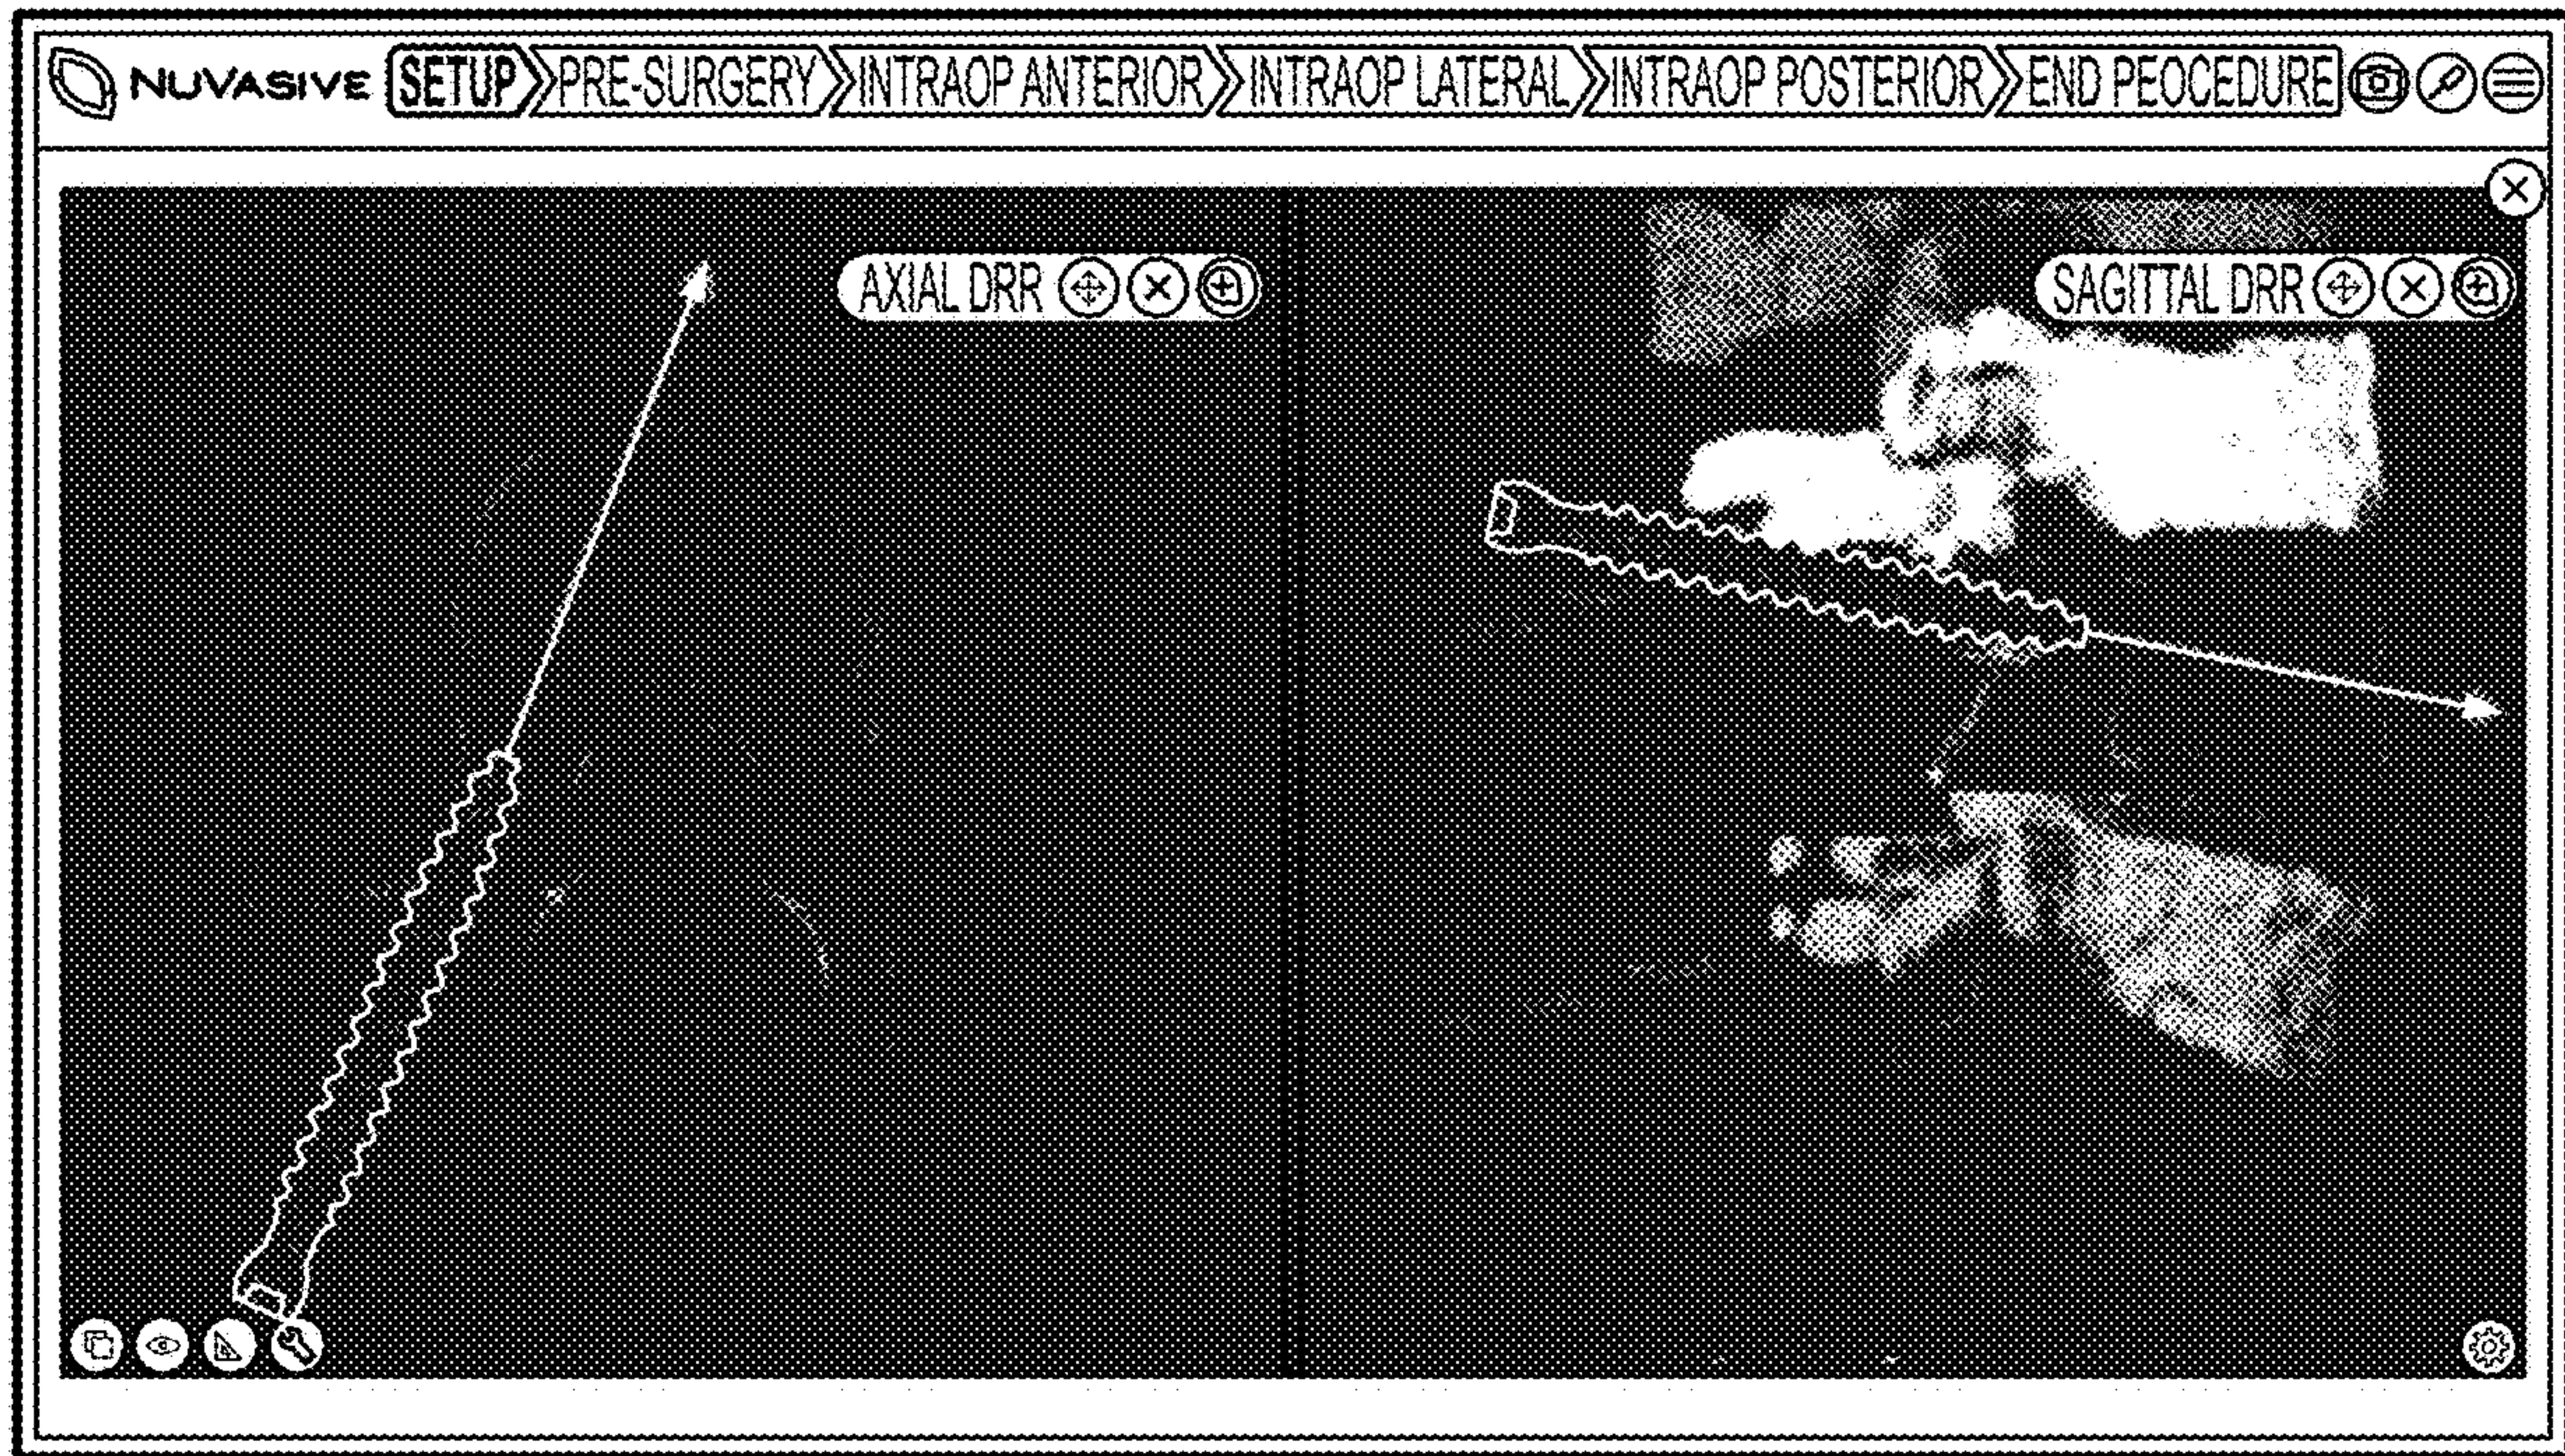 NUVASIVE SETUP PRE-SURGERY INTRAOP ANTERIOR INTRAOP LATERAL INTRAOP POSTERIOR END PEOCEDURE
AXIAL DRR
SAGITTAL DRR